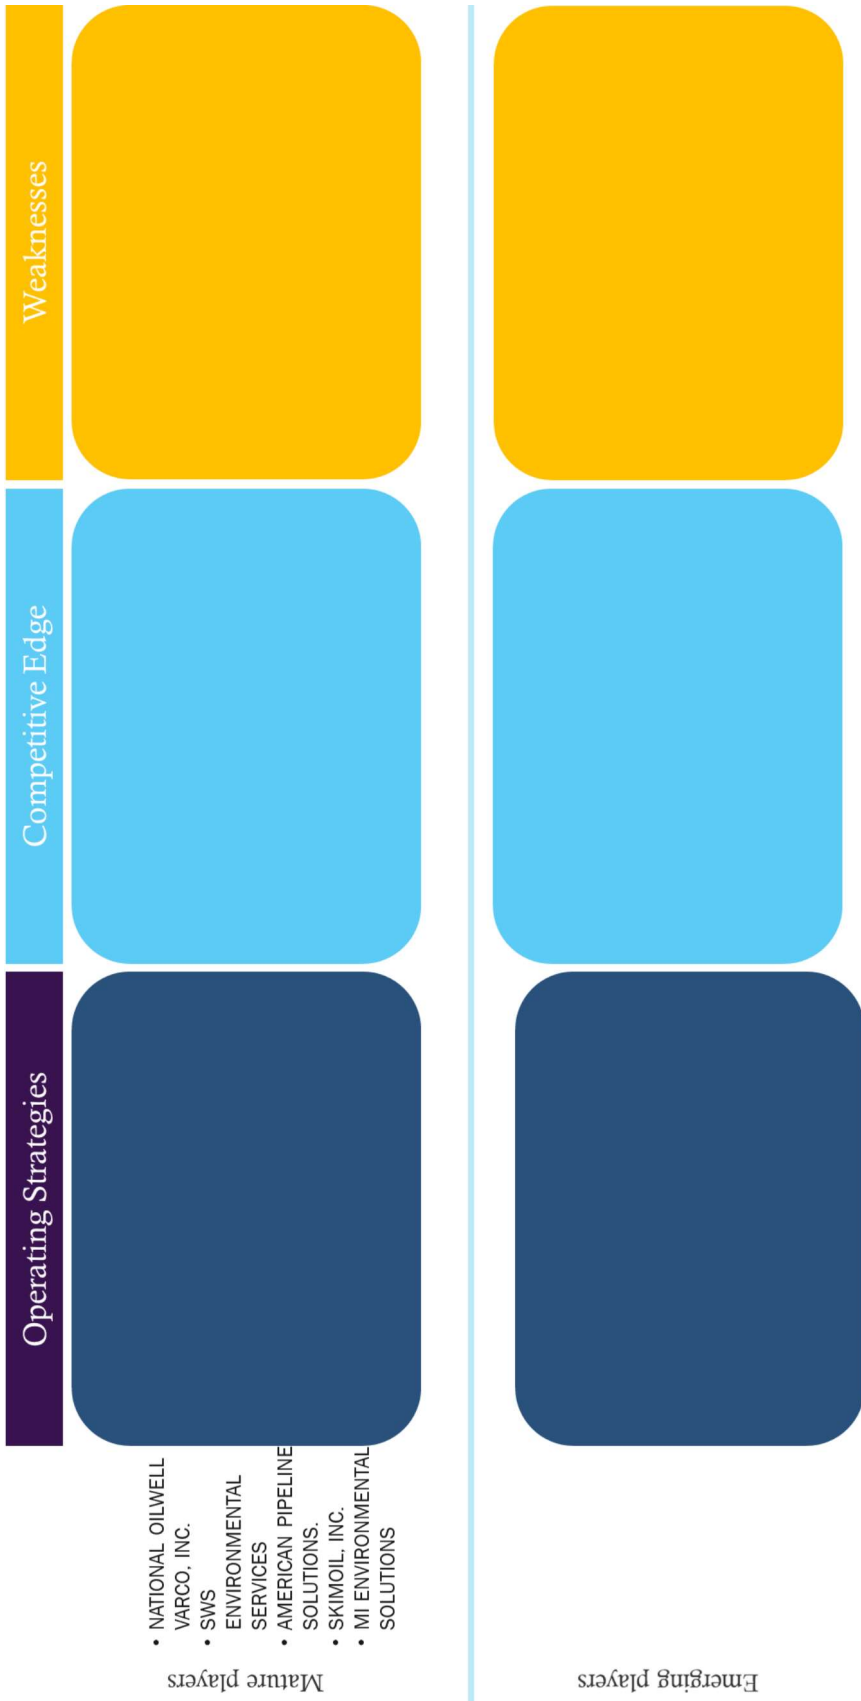 Operating Strategies
Competitive Edge
Weaknesses
Mature players
• NATIONAL OILWELL
VARCO, INC.
• SWS
ENVIRONMENTAL
SERVICES
• AMERICAN PIPELINE
SOLUTIONS.
• SKIMOIL, INC.
• MI ENVIRONMENTAL
SOLUTIONS
Emerging players